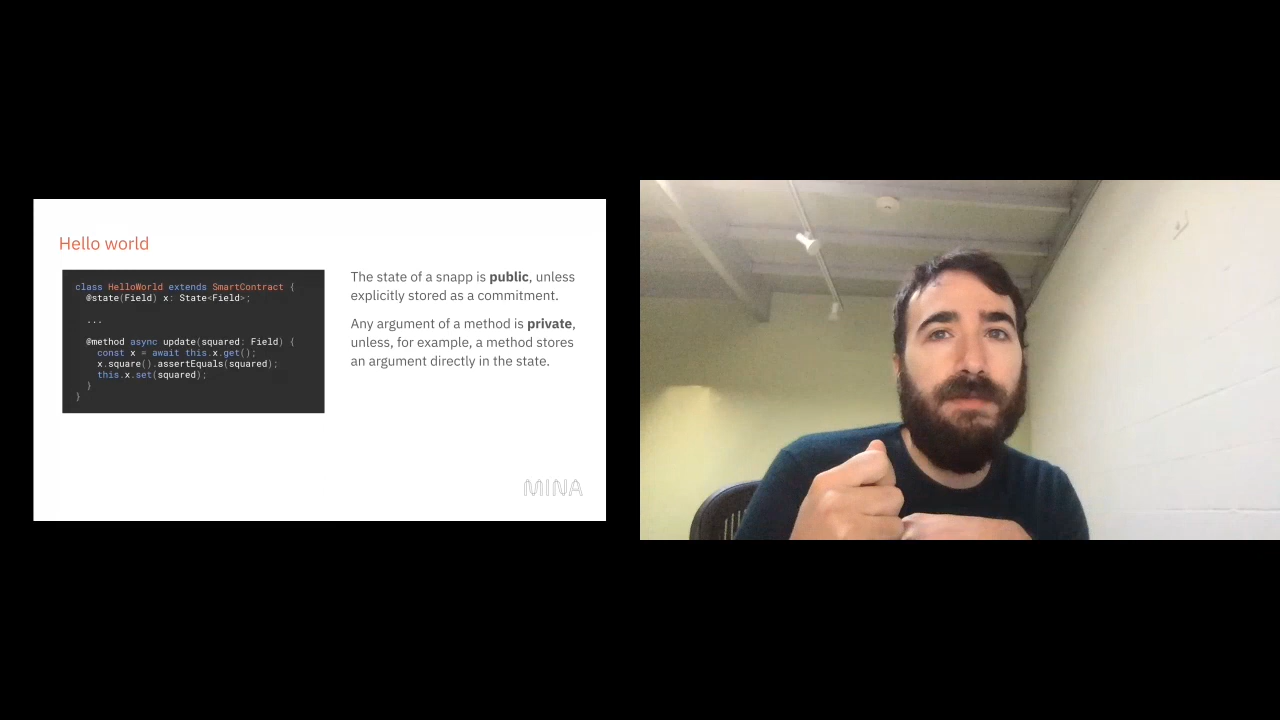 Hello world
class HelloWorld extends SmartContract {
@state(Field) x: State<Field>;
...
@method async update(squared: Field) {
const x = await this.x.get();
x.square().assertEquals(squared);
this.x.set(squared);
}
}
The state of a snapp is public, unless
explicitly stored as a commitment.
Any argument of a method is private,
unless, for example, a method stores
an argument directly in the state.
MINA